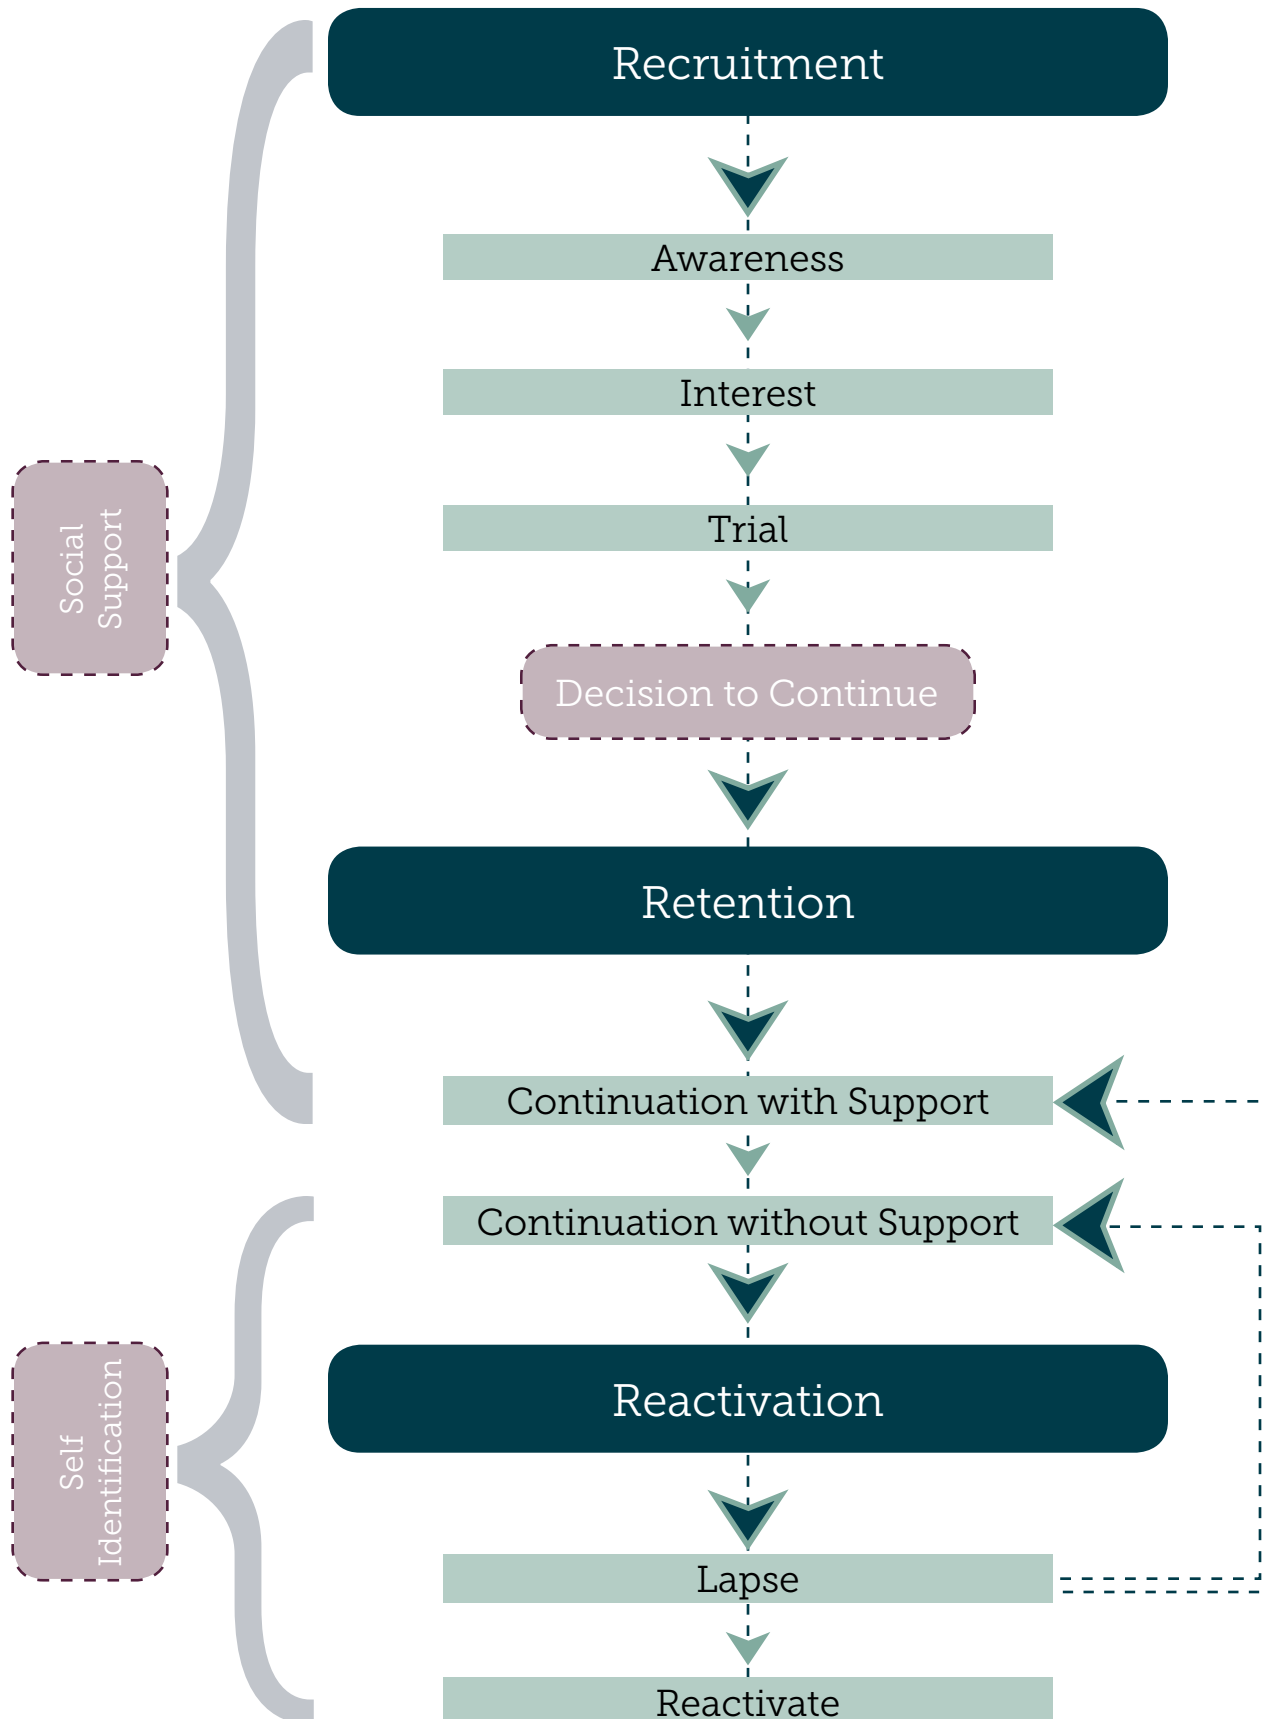 Recruitment
Awareness
Interest
Trial
Social
Support
Decision to Continue
Retention
Continuation with Support
Continuation without Support
Reactivation
Self
Identification
Lapse
Reactivate